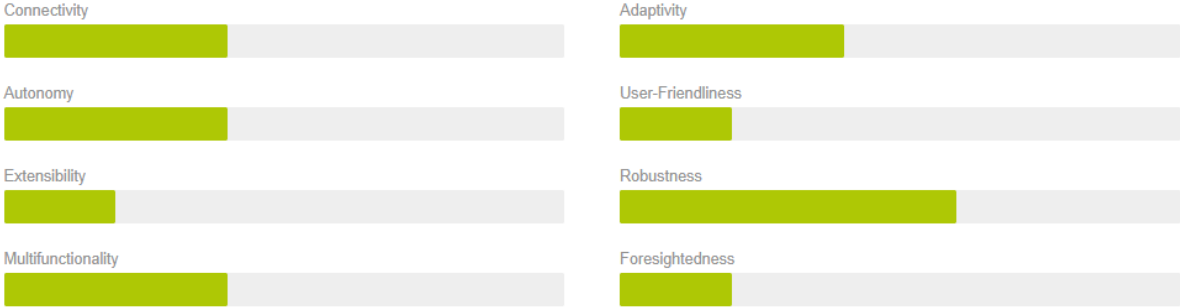 Connectivity
Adaptivity
Autonomy
User-Friendliness
Extensibility
Robustness
Multifunctionality
Foresightedness